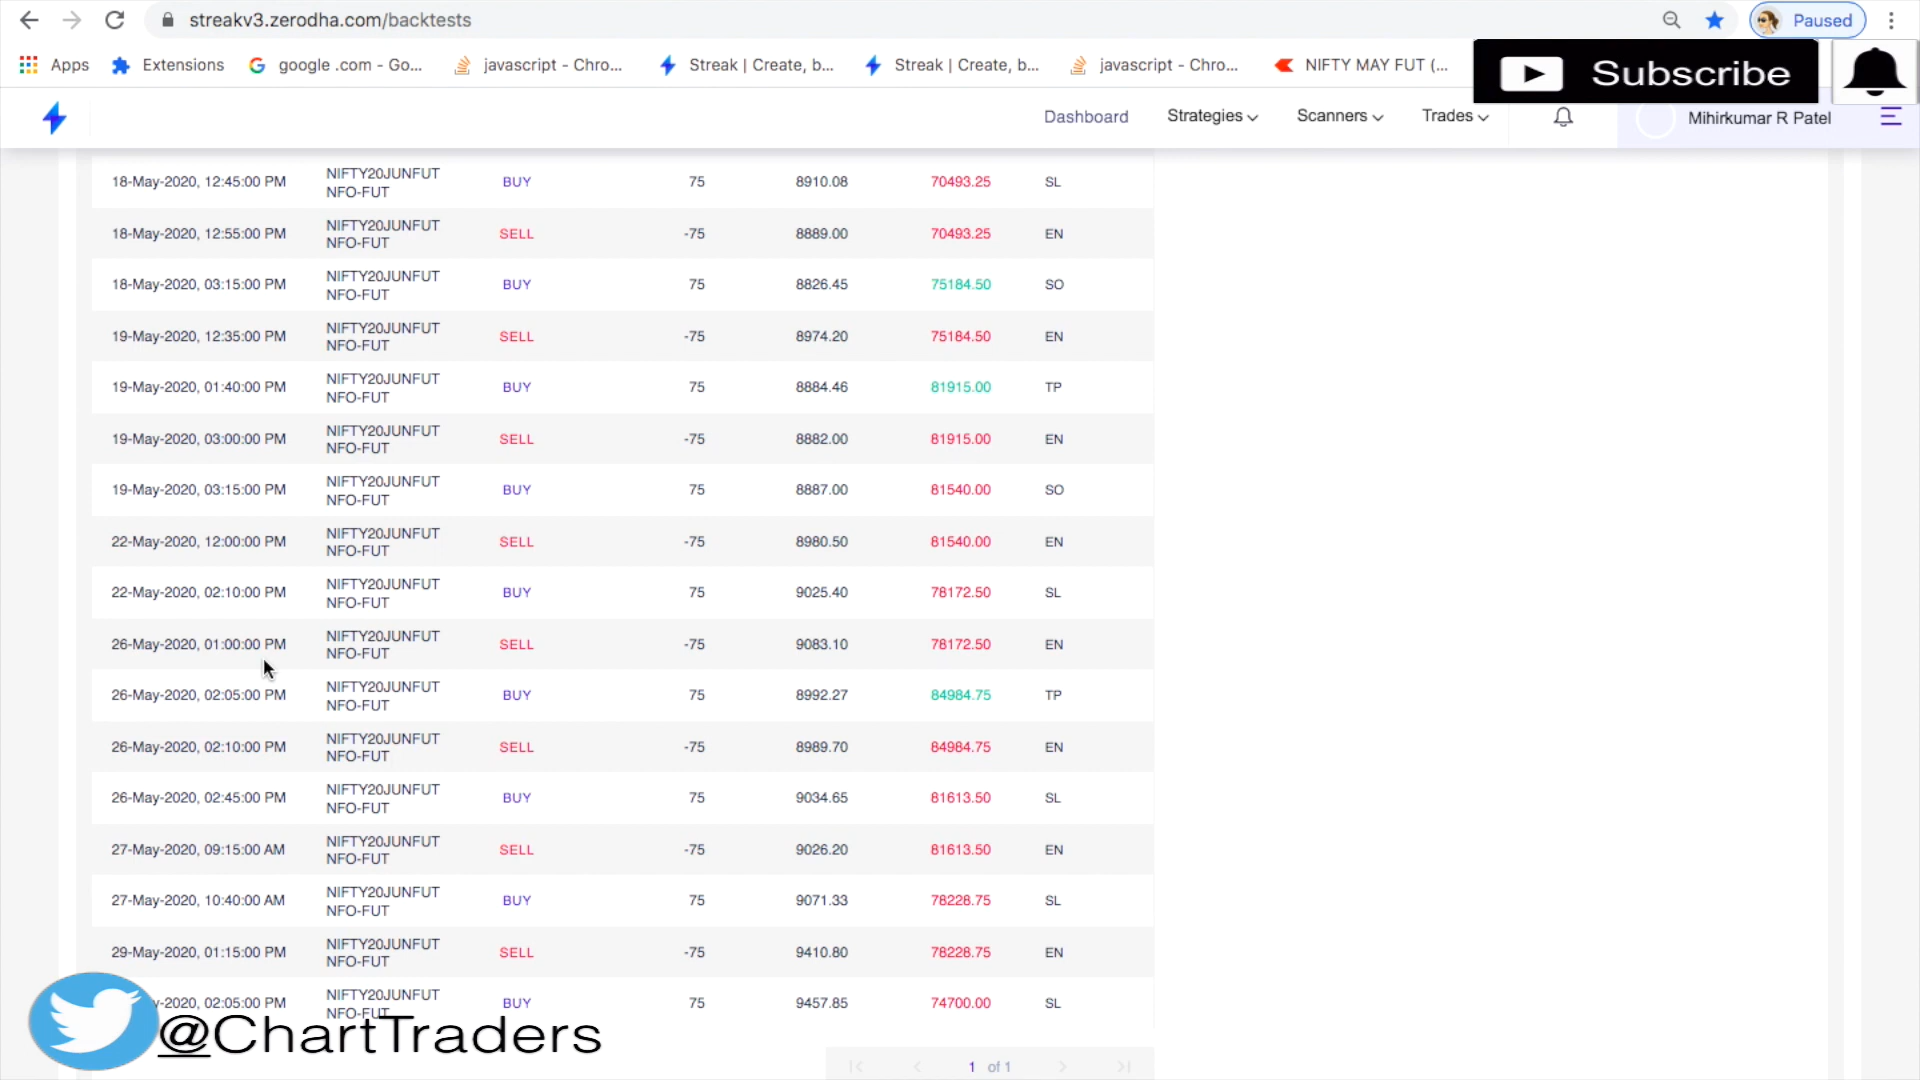 streakv3.zerodha.com/backtests
Paused
Apps Extensions google .com - Go... javascript - Chro... Streak | Create, b... Streak | Create, b... javascript - Chro... NIFTY MAY FUT (...
Subscribe
Dashboard Strategies Scanners Trades Mihirkumar R Patel
18-May-2020, 12:45:00 PM NIFTY20JUNFUT NFO-FUT BUY 75 8910.08 70493.25 SL
18-May-2020, 12:55:00 PM NIFTY20JUNFUT NFO-FUT SELL -75 8889.00 70493.25 EN
18-May-2020, 03:15:00 PM NIFTY20JUNFUT NFO-FUT BUY 75 8826.45 75184.50 SO
19-May-2020, 12:35:00 PM NIFTY20JUNFUT NFO-FUT SELL -75 8974.20 75184.50 EN
19-May-2020, 01:40:00 PM NIFTY20JUNFUT NFO-FUT BUY 75 8884.46 81915.00 TP
19-May-2020, 03:00:00 PM NIFTY20JUNFUT NFO-FUT SELL -75 8882.00 81915.00 EN
19-May-2020, 03:15:00 PM NIFTY20JUNFUT NFO-FUT BUY 75 8887.00 81540.00 SO
22-May-2020, 12:00:00 PM NIFTY20JUNFUT NFO-FUT SELL -75 8980.50 81540.00 EN
22-May-2020, 02:10:00 PM NIFTY20JUNFUT NFO-FUT BUY 75 9025.40 78172.50 SL
26-May-2020, 01:00:00 PM NIFTY20JUNFUT NFO-FUT SELL -75 9083.10 78172.50 EN
26-May-2020, 02:05:00 PM NIFTY20JUNFUT NFO-FUT BUY 75 8992.27 84984.75 TP
26-May-2020, 02:10:00 PM NIFTY20JUNFUT NFO-FUT SELL -75 8989.70 84984.75 EN
26-May-2020, 02:45:00 PM NIFTY20JUNFUT NFO-FUT BUY 75 9034.65 81613.50 SL
27-May-2020, 09:15:00 AM NIFTY20JUNFUT NFO-FUT SELL -75 9026.20 81613.50 EN
27-May-2020, 10:40:00 AM NIFTY20JUNFUT NFO-FUT BUY 75 9071.33 78228.75 SL
29-May-2020, 01:15:00 PM NIFTY20JUNFUT NFO-FUT SELL -75 9410.80 78228.75 EN
-2020, 02:05:00 PM NIFTY20JUNFUT NFO-FUT BUY 75 9457.85 74700.00 SL
@ChartTraders
1 of 1